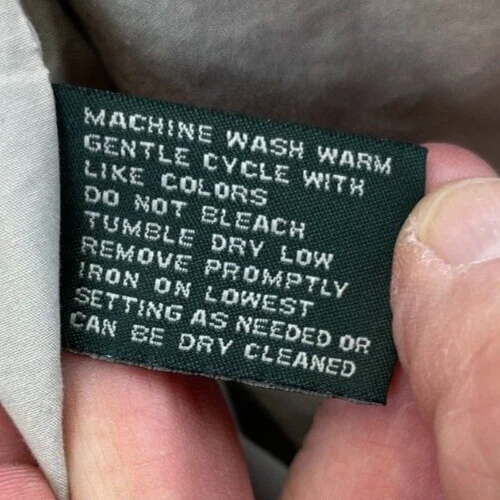 MACHINE WASH WARM
GENTLE CYCLE WITH
LIKE COLORS
DO NOT BLEACH
TUMBLE DRY LOW
REMOVE PROMPTLY
IRON ON LOWEST
SETTING AS NEEDED OR
CAN BE DRY CLEANED